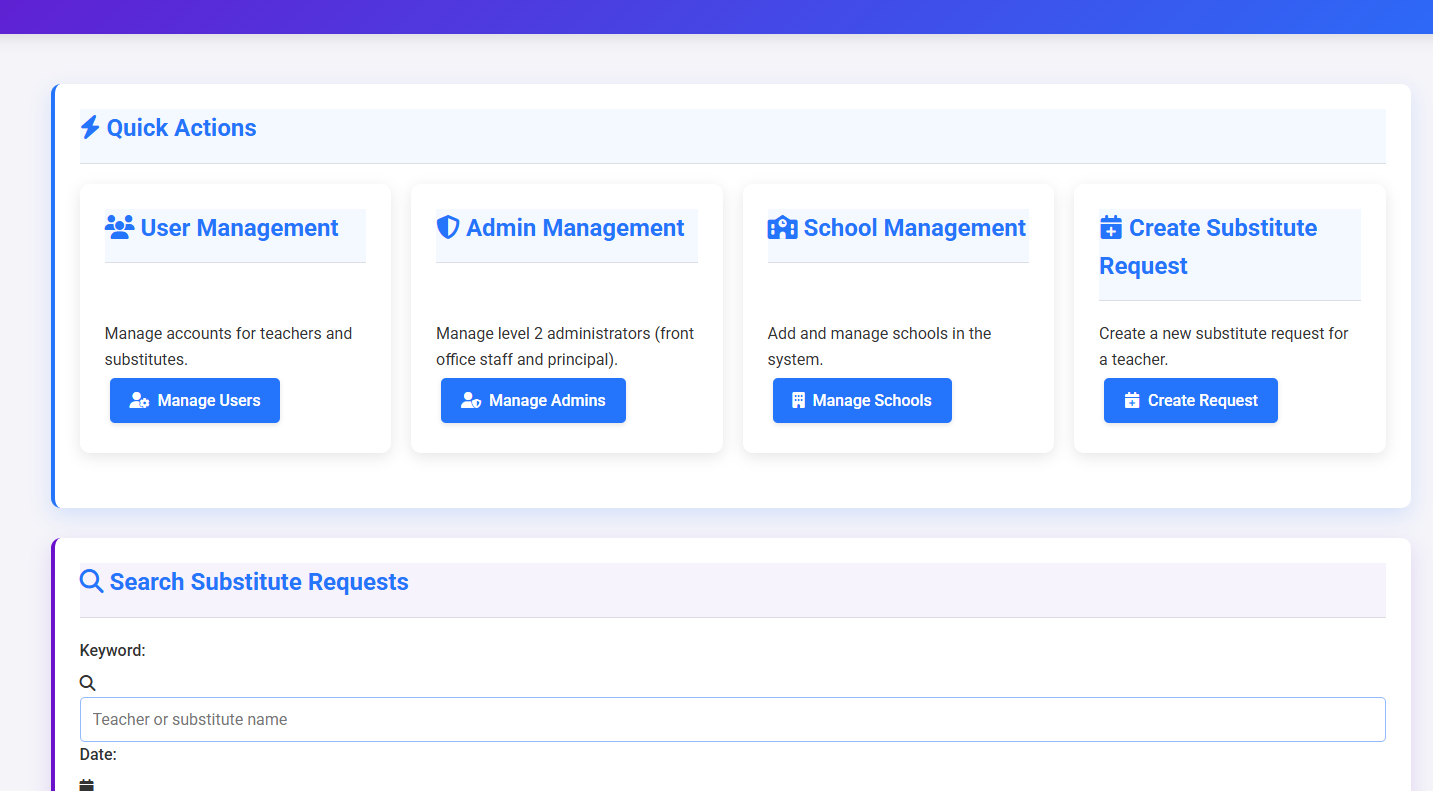 Quick Actions
User Management
Manage accounts for teachers and
substitutes.
Manage Users
Admin Management
Manage level 2 administrators (front
office staff and principal).
Manage Admins
School Management
Add and manage schools in the
system.
Manage Schools
Create Substitute
Request
Create a new substitute request for
a teacher.
Create Request
Search Substitute Requests
Keyword:
Teacher or substitute name
Date: